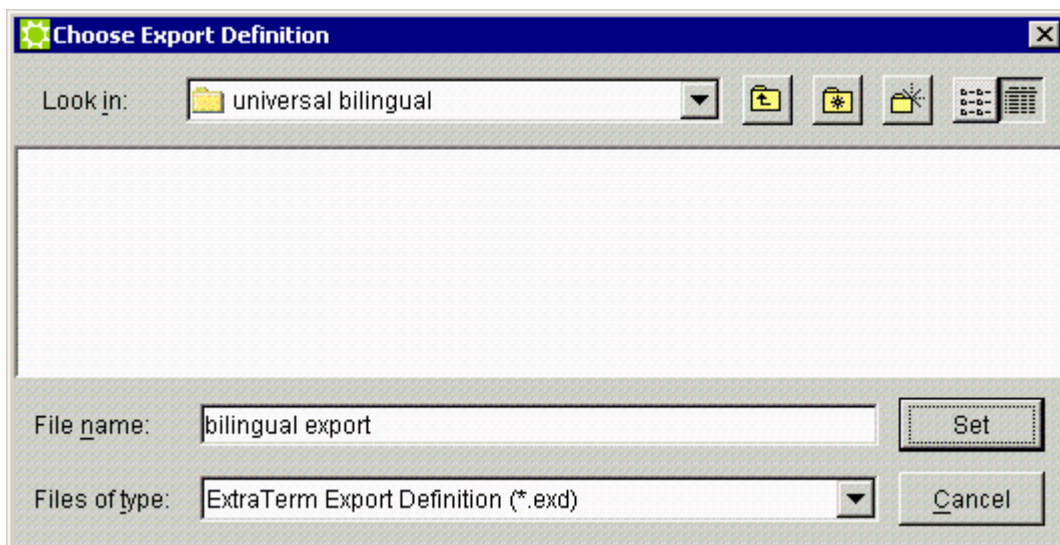 Choose Export Definition
Look in: universal bilingual
File name: bilingual export Set
Files of type: ExtraTerm Export Definition (*.exd) Cancel